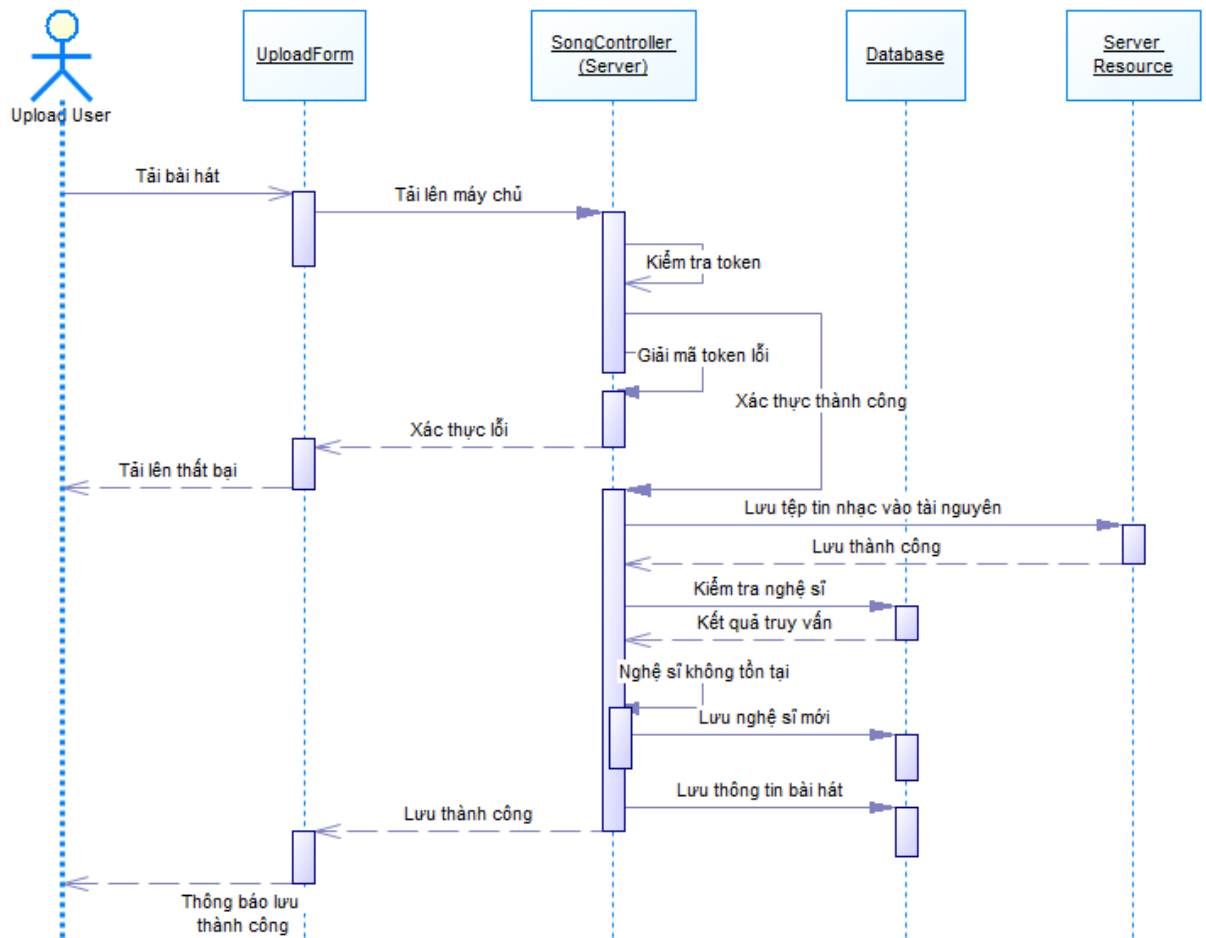 UploadForm
SongController
(Server)
Database
Server
Resource
Upload User
Tải bài hát
Tải lên máy chủ
Kiểm tra token
Giải mã token lỗi
Xác thực thành công
Xác thực lỗi
Tải lên thất bại
Lưu tệp tin nhạc vào tài nguyên
Lưu thành công
Kiểm tra nghệ sĩ
Kết quả truy vấn
Nghệ sĩ không tồn tại
Lưu nghệ sĩ mới
Lưu thông tin bài hát
Lưu thành công
Thông báo lưu
thành công